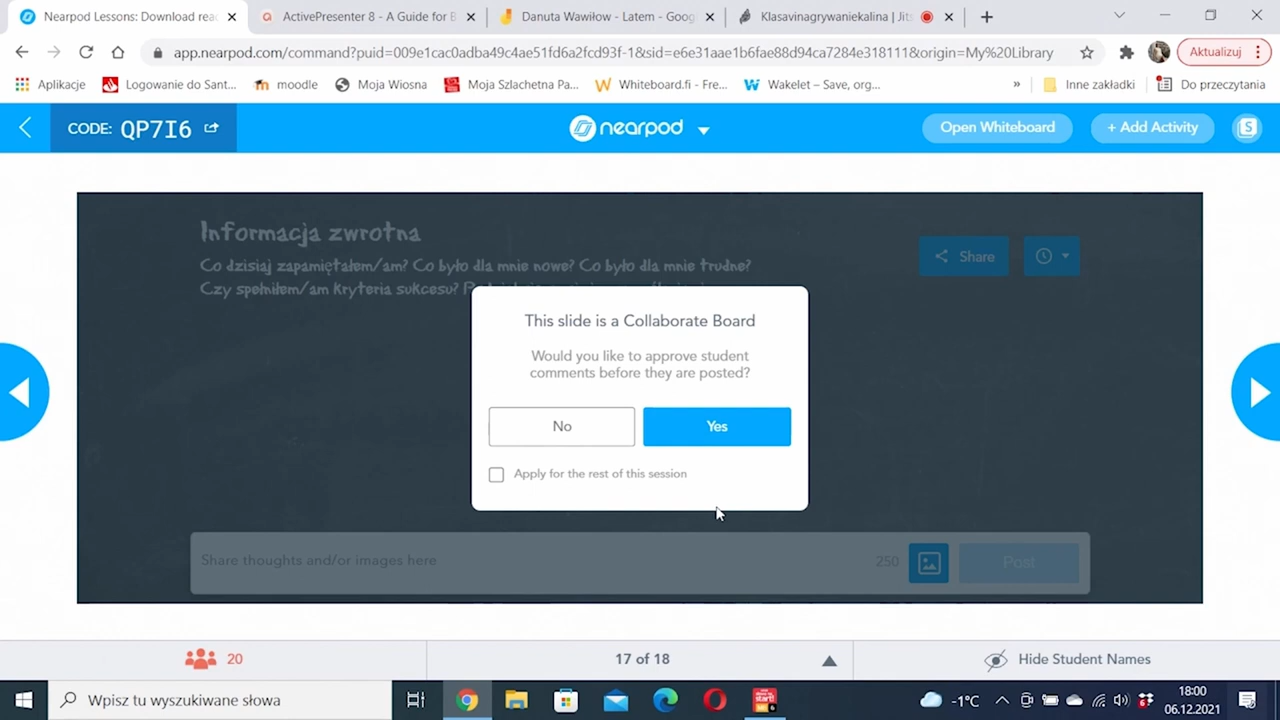 Nearpod Lessons: Download rea
ActivePresenter 8 - A Guide for B
Danuta Wawiłow - Latem - Goog
Klasavinagrywaniekalina | Jits
app.nearpod.com/command?puid=009e1cac0adba49c4ae51fd6a2fcd93f-1&sid=e6e31aae1b6fae88d94ca7284e318111&origin=My%20Library
Aktualizuj
Aplikacje
Logowanie do Sant...
moodle
Moja Wiosna
Moja Szlachetna Pa...
Whiteboard.fi - Fre...
Wakelet – Save, org...
»
Inne zakładki
Do przeczytania
CODE: QP7I6
nearpod
Open Whiteboard
+ Add Activity
S
Informacja zwrotna
Co dzisiaj zapamiętałem/am? Co było dla mnie nowe? Co było dla mnie trudne?
Czy spełniłem/am kryteria sukcesu?
Share
This slide is a Collaborate Board
Would you like to approve student
comments before they are posted?
No
Yes
Apply for the rest of this session
Share thoughts and/or images here
250
Post
20
17 of 18
Hide Student Names
Wpisz tu wyszukiwane słowa
-1°C
18:00
06.12.2021